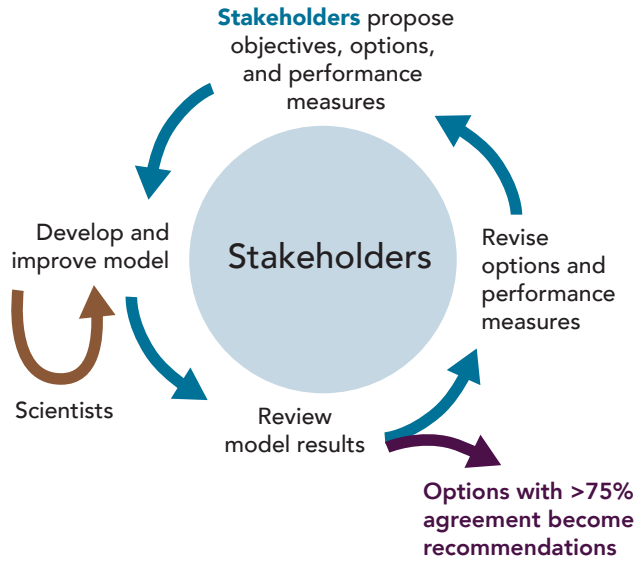 Stakeholders propose
objectives, options,
and performance
measures
Develop and
improve model
Stakeholders
Revise
options and
performance
measures
Scientists
Review
model results
Options with >75%
agreement become
recommendations